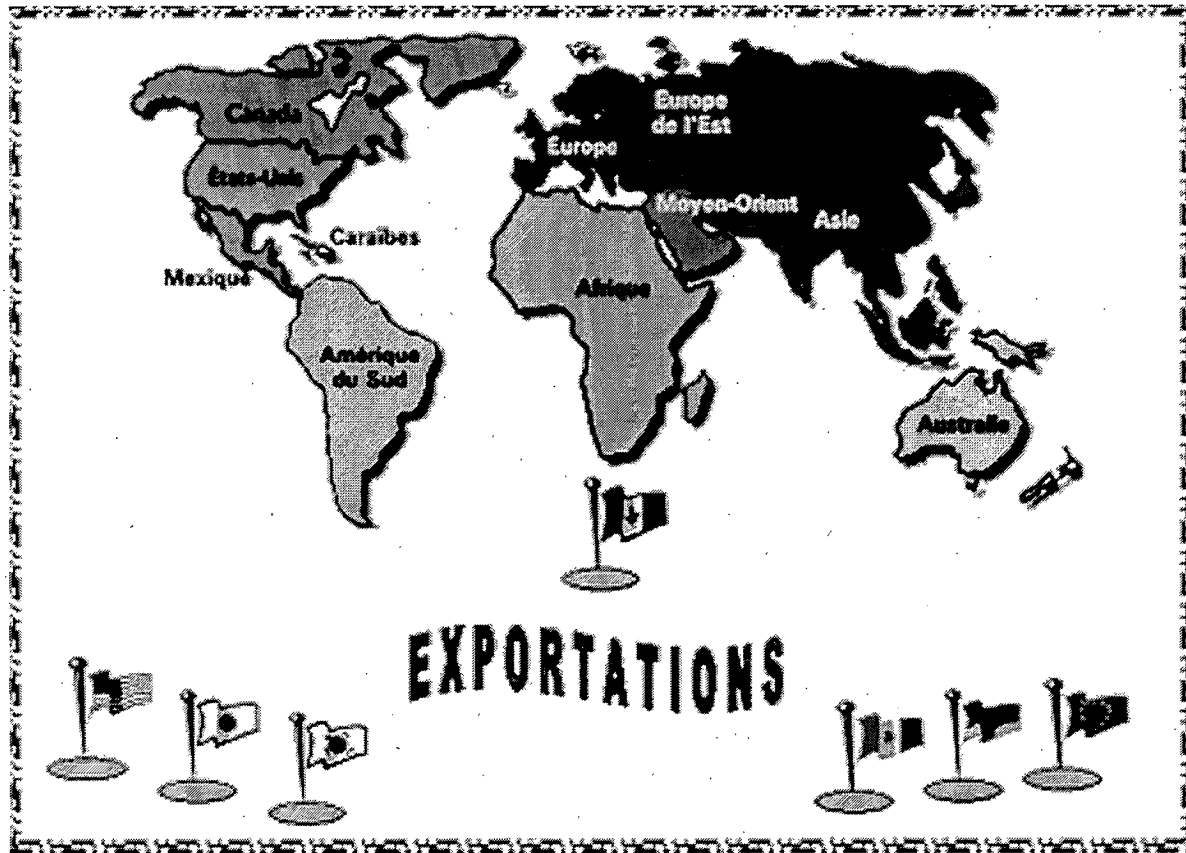 Canada
États-Unis
Mexique
Caraïbes
Amérique
du Sud
Europe
Europe
de l'Est
Moyen-Orient
Asie
Afrique
Australie
EXPORTATIONS